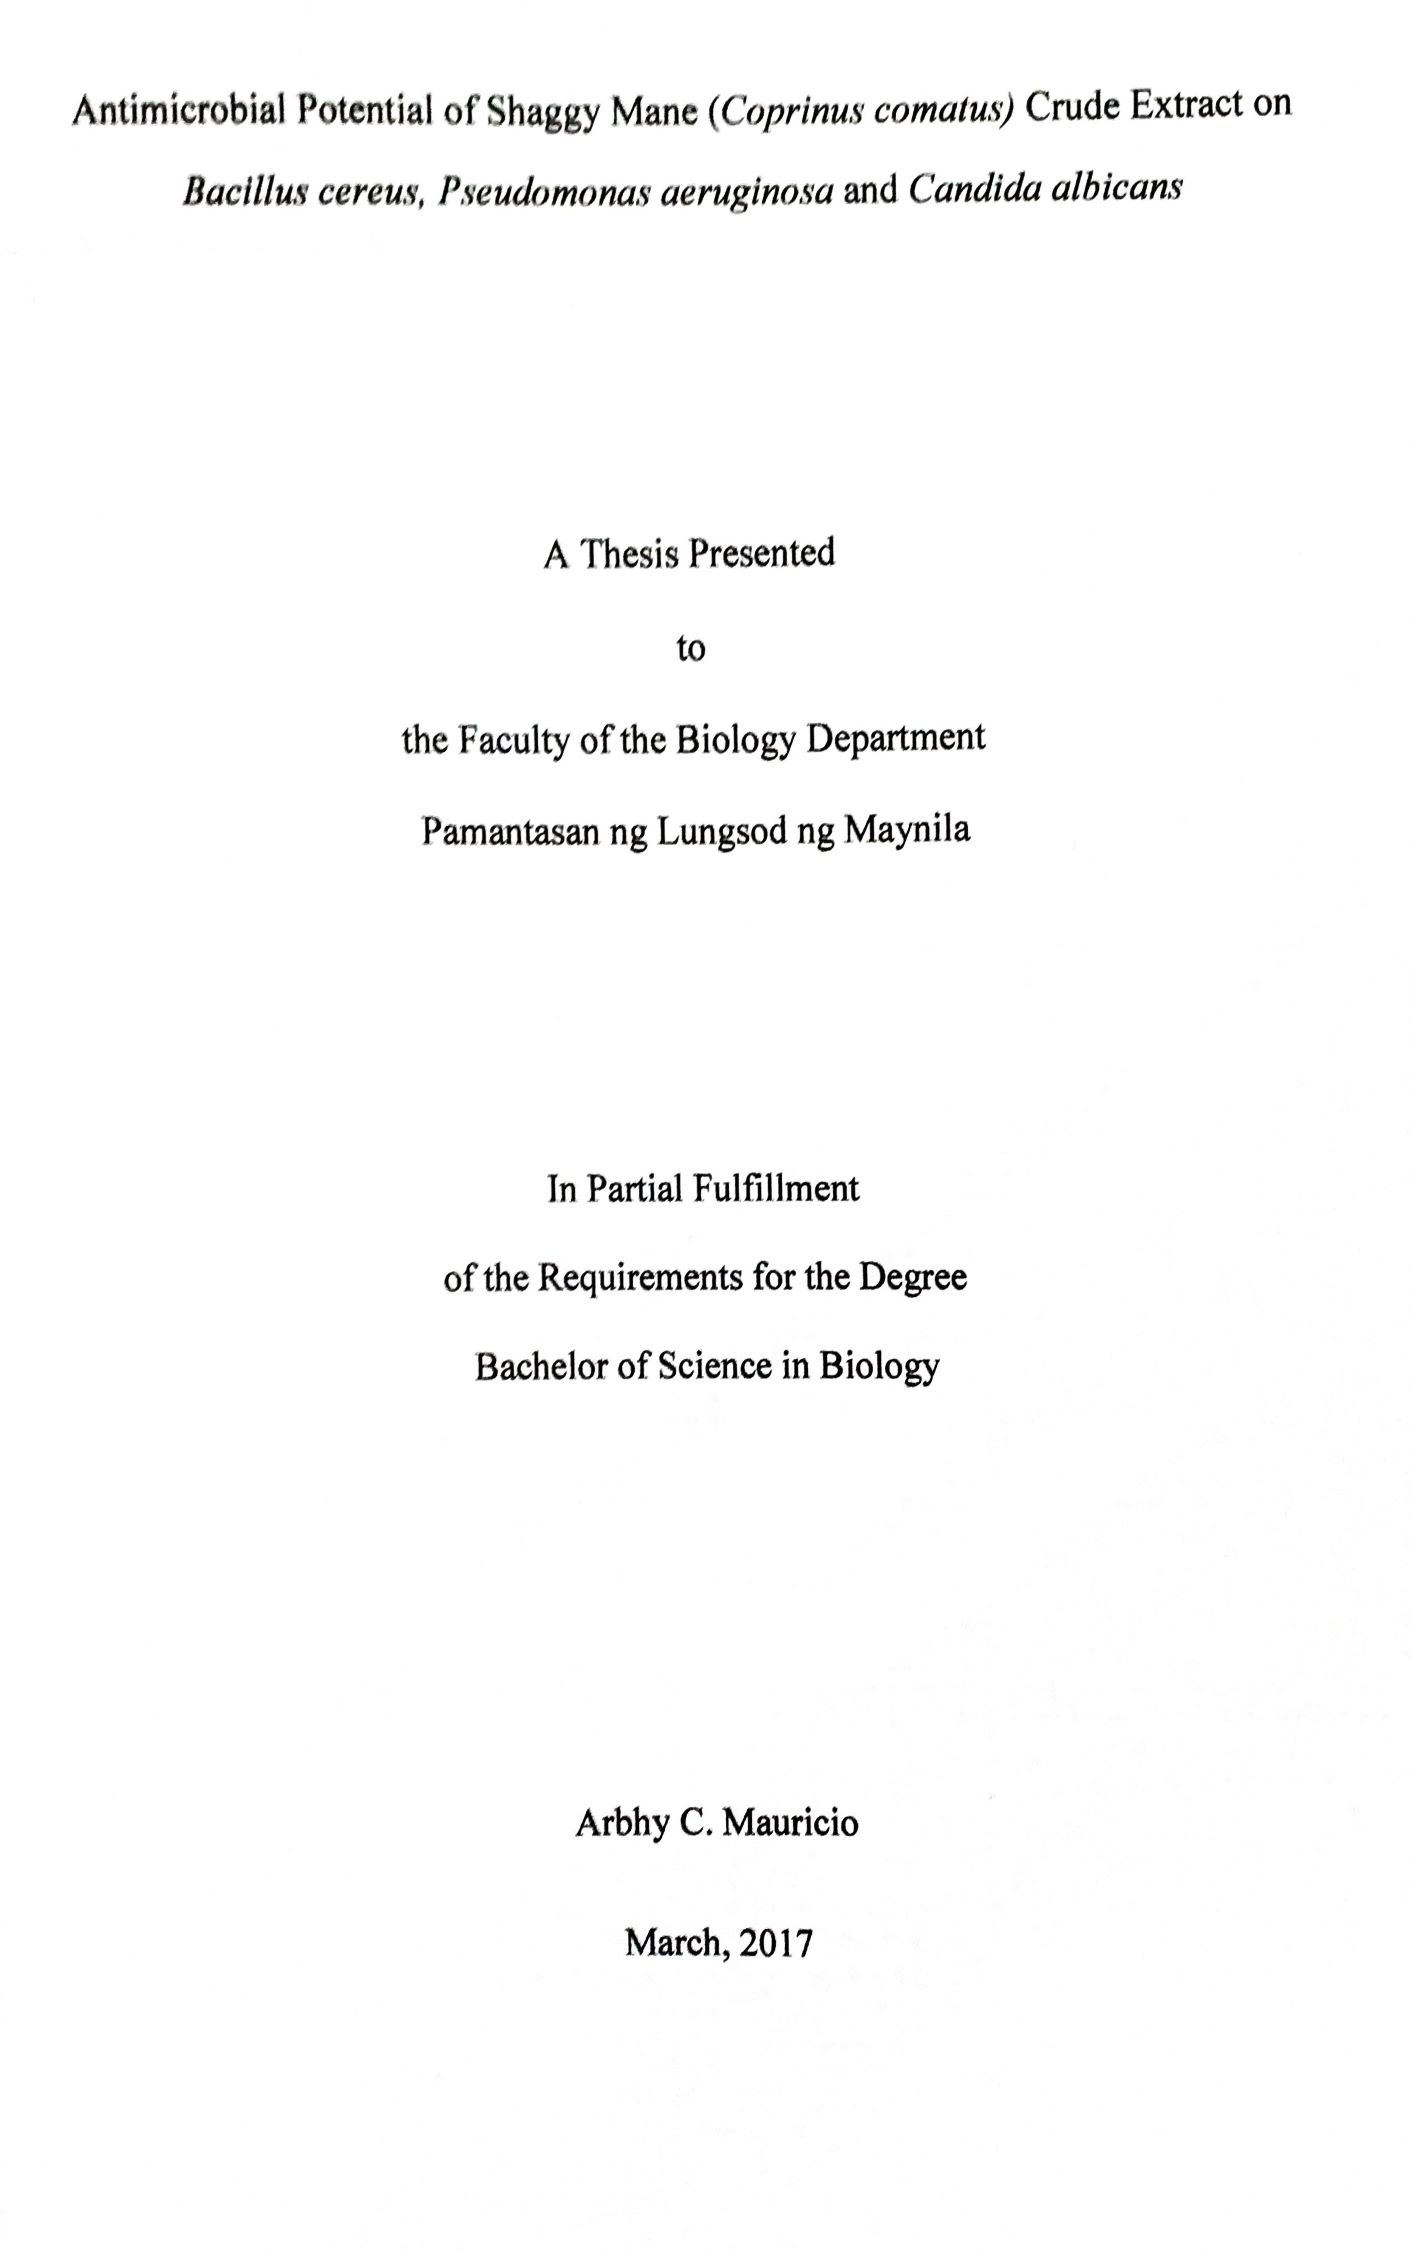 Antimicrobial Potential of Shaggy Mane (Coprinus comatus) Crude Extract on
Bacillus cereus, Pseudomonas aeruginosa and Candida albicans
A Thesis Presented
to
the Faculty of the Biology Department
Pamantasan ng Lungsod ng Maynila
In Partial Fulfillment
of the Requirements for the Degree
Bachelor of Science in Biology
Arbhy C. Mauricio
March, 2017